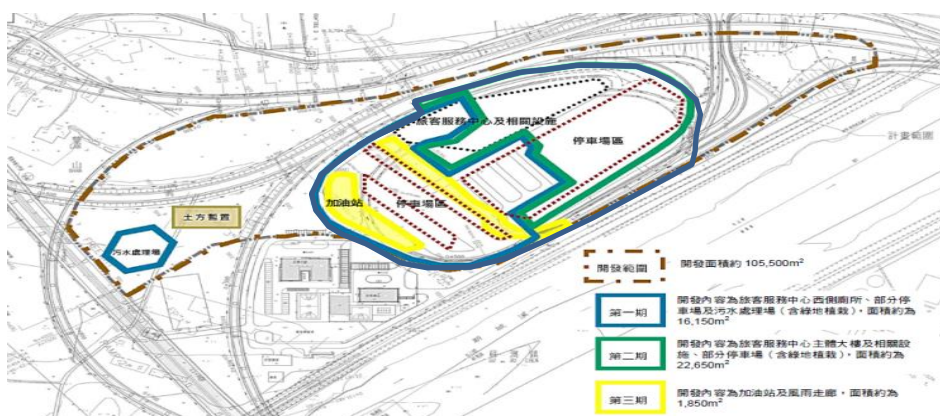 旅客服務中心及相關設施
停車場區
計畫範圍
加油站
停車場區
土方暫置
污水處理場
開發範圍
開發面積約 105,500m²
第一期
開發內容為旅客服務中心西側廁所、部分停
車場及污水處理場（含綠地植栽），面積約為
16,150m²
第二期
開發內容為旅客服務中心主體大樓及相關設
施、部分停車場（含綠地植栽），面積約為
22,650m²
第三期
開發內容為加油站及風雨走廊，面積約為
1,850m²